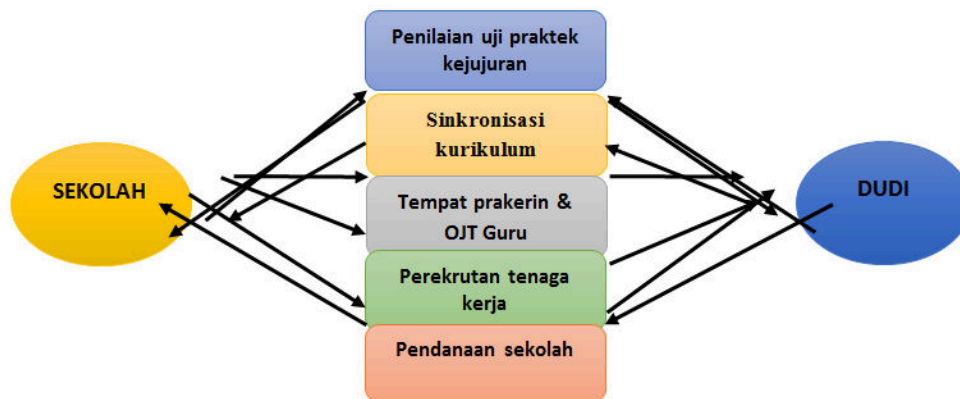 Penilaian uji praktek
kejujuran
Sinkronisasi
kurikulum
SEKOLAH
DUDI
Tempat prakerin &
OJT Guru
Perekrutan tenaga
kerja
Pendanaan sekolah